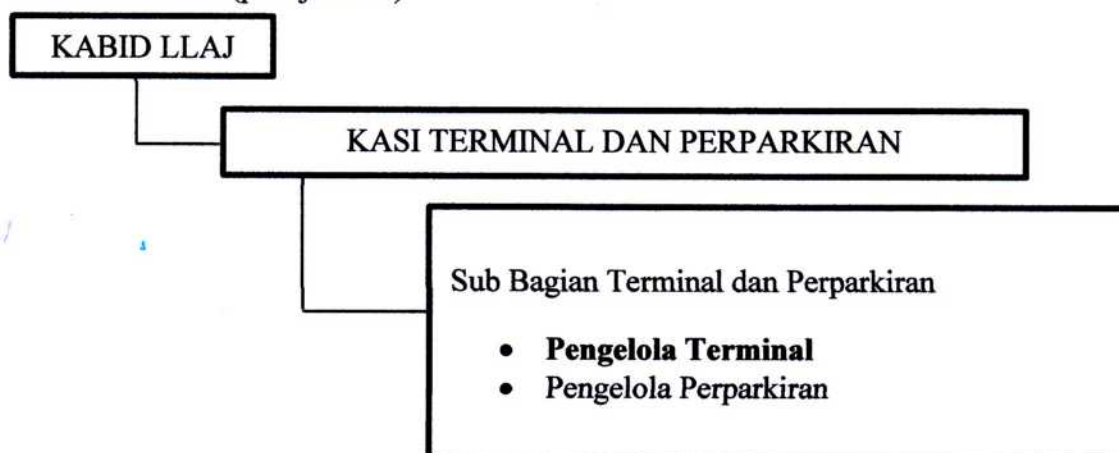 KABID LLAJ
KASI TERMINAL DAN PERPARKIRAN
Sub Bagian Terminal dan Perparkiran
• Pengelola Terminal
• Pengelola Perparkiran